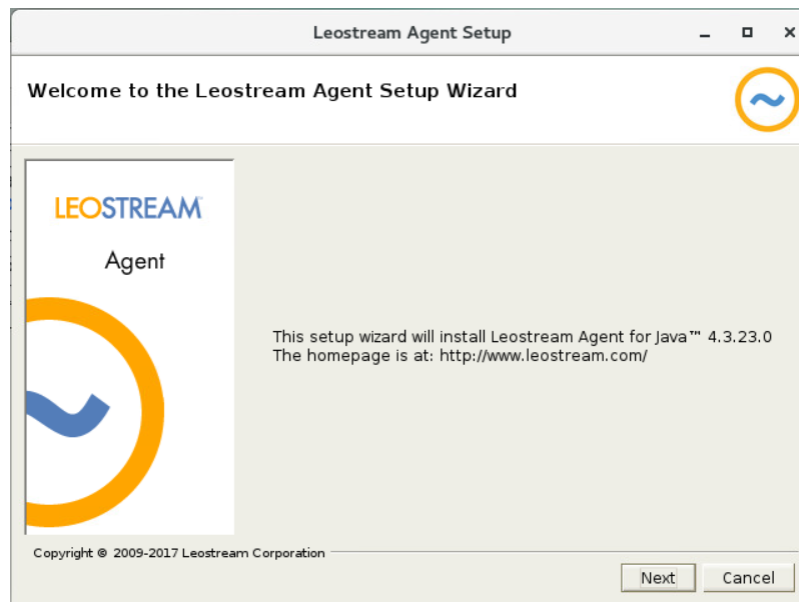 Leostream Agent Setup
Welcome to the Leostream Agent Setup Wizard
LEOSTREAM
Agent
This setup wizard will install Leostream Agent for Java™ 4.3.23.0
The homepage is at: http://www.leostream.com/
Copyright © 2009-2017 Leostream Corporation
Next
Cancel